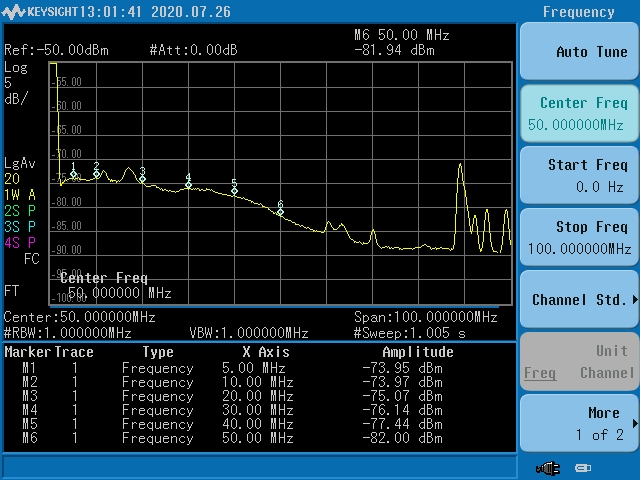 KEYSIGHT 13:01:41 2020.07.26
Frequency
M6 50.00 MHz
Ref:-50.00dBm #Att:0.00dB -81.94 dBm
Log
5
dB/
-55.00
-60.00
-65.00
-70.00
-75.00
-80.00
-85.00
-90.00
-95.00
-100.00
LgAv
20
1W A
2S P
3S P
4S P
FC
FT
1 2 3 4 5 6
Center Freq
50.000000 MHz
Center:50.000000MHz Span:100.000000MHz
#RBW:1.000000MHz VBW:1.000000MHz #Sweep:1.005 s
Marker Trace Type X Axis Amplitude
M1 1 Frequency 5.00 MHz -73.95 dBm
M2 1 Frequency 10.00 MHz -73.97 dBm
M3 1 Frequency 20.00 MHz -75.07 dBm
M4 1 Frequency 30.00 MHz -76.14 dBm
M5 1 Frequency 40.00 MHz -77.44 dBm
M6 1 Frequency 50.00 MHz -82.00 dBm
Auto Tune
Center Freq
50.000000MHz
Start Freq
0.0 Hz
Stop Freq
100.000000MHz
Channel Std.
Unit
Freq Channel
More
1 of 2